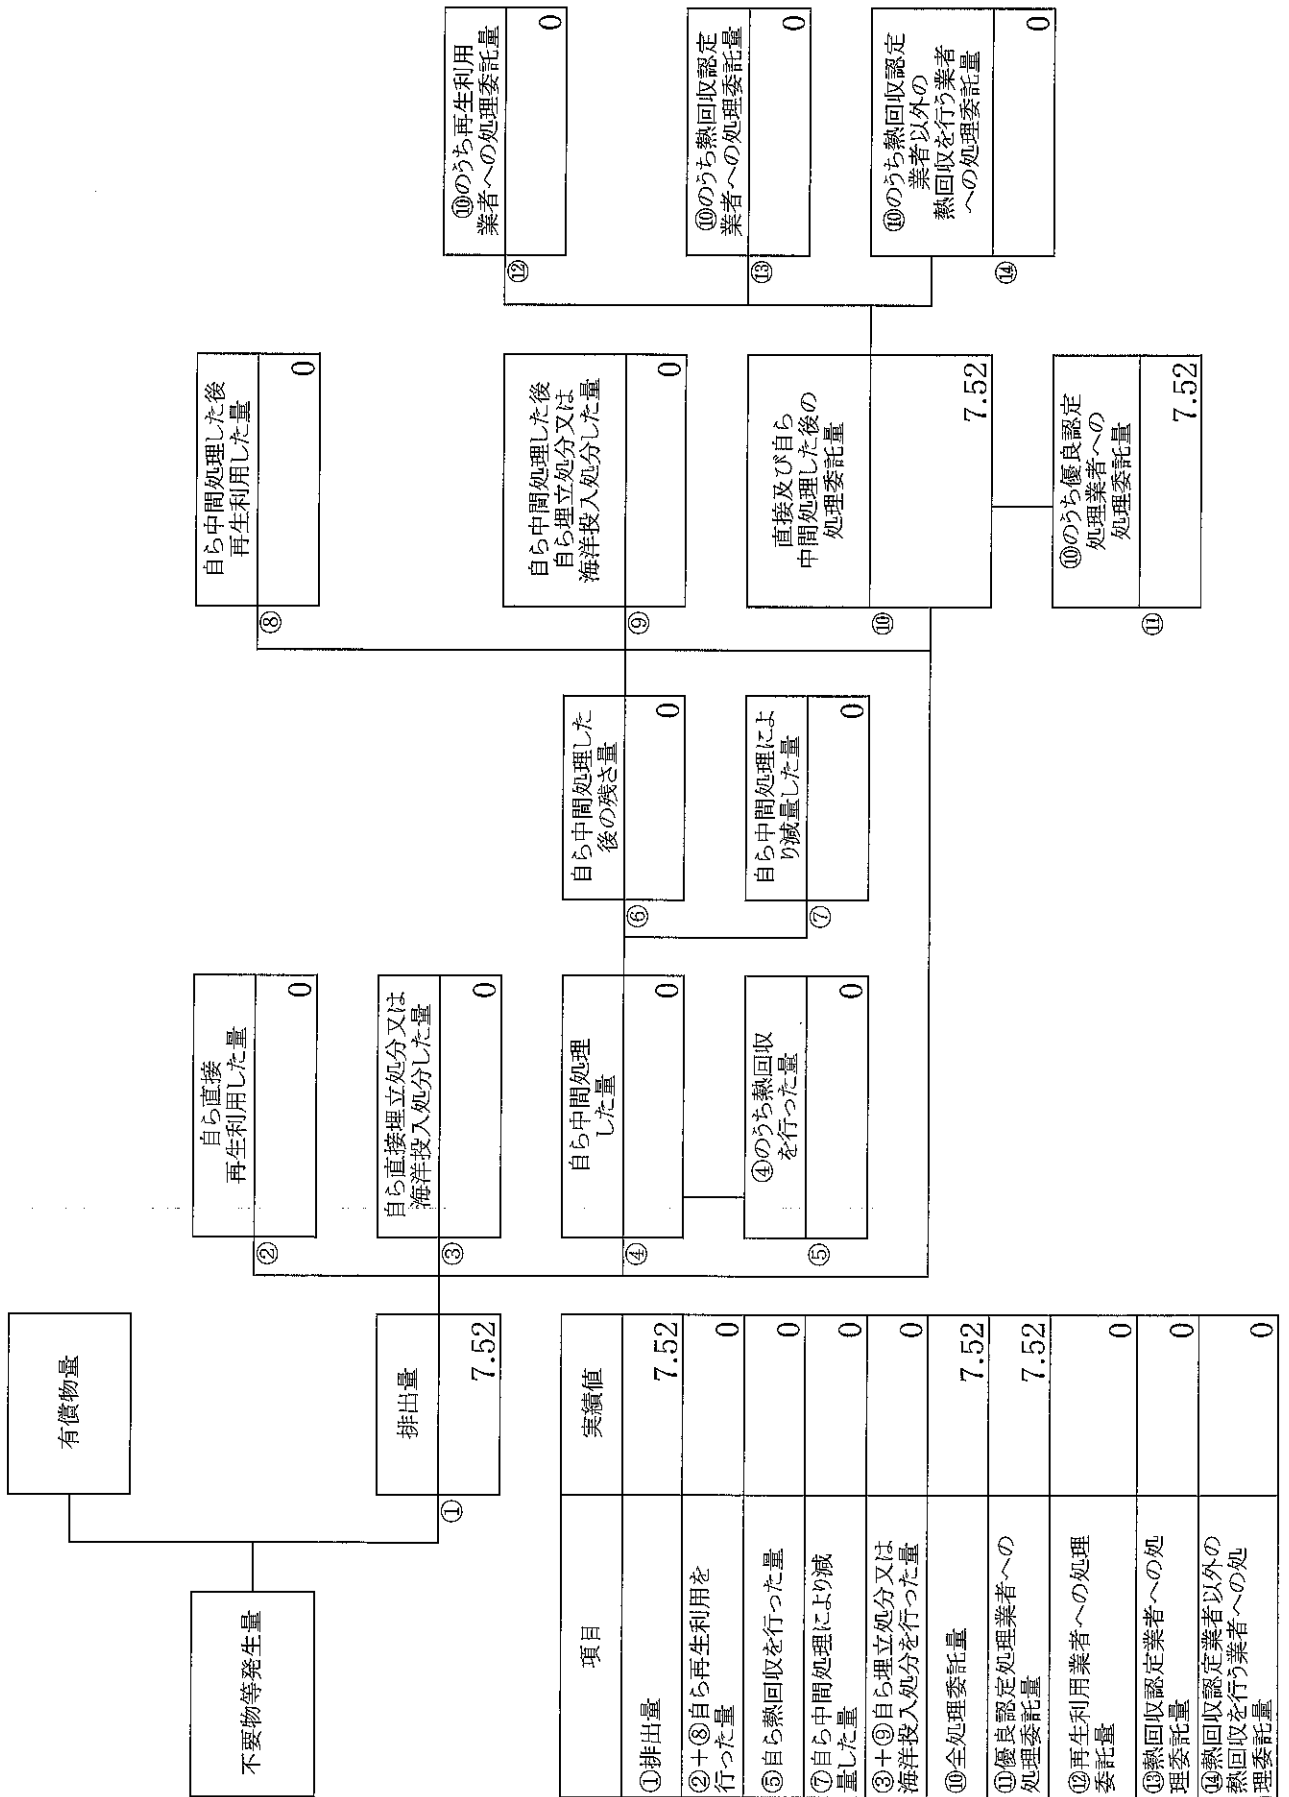 不要物等発生量
有償物量
①
排出量
7.52
②
自ら直接
再生利用した量
0
③
自ら直接埋立処分又は
海洋投入処分した量
0
④
自ら中間処理
した量
0
⑤
④のうち熱回収
を行った量
0
⑥
自ら中間処理した
後の残さ量
0
⑦
自ら中間処理によ
り減量した量
0
⑧
自ら中間処理した後
再生利用した量
0
⑨
自ら中間処理した後
自ら埋立処分又は
海洋投入処分した量
0
⑩
直接及び自ら
中間処理した後の
処理委託量
7.52
⑪
⑩のうち優良認定
処理業者への
処理委託量
7.52
⑫
⑩のうち再生利用
業者への処理委託量
0
⑬
⑩のうち熱回収認定
業者への処理委託量
0
⑭
⑩のうち熱回収認定
業者以外の
熱回収を行う業者
への処理委託量
0
項目 実績値
①排出量 7.52
②+⑧自ら再生利用を
行った量 0
⑤自ら熱回収を行った量 0
⑦自ら中間処理により減
量した量 0
③+⑨自ら埋立処分又は
海洋投入処分を行った量 0
⑩全処理委託量 7.52
⑪優良認定処理業者への
処理委託量 7.52
⑫再生利用業者への処理
委託量 0
⑬熱回収認定業者への処
理委託量 0
⑭熱回収認定業者以外の
熱回収を行う業者への処
理委託量 0